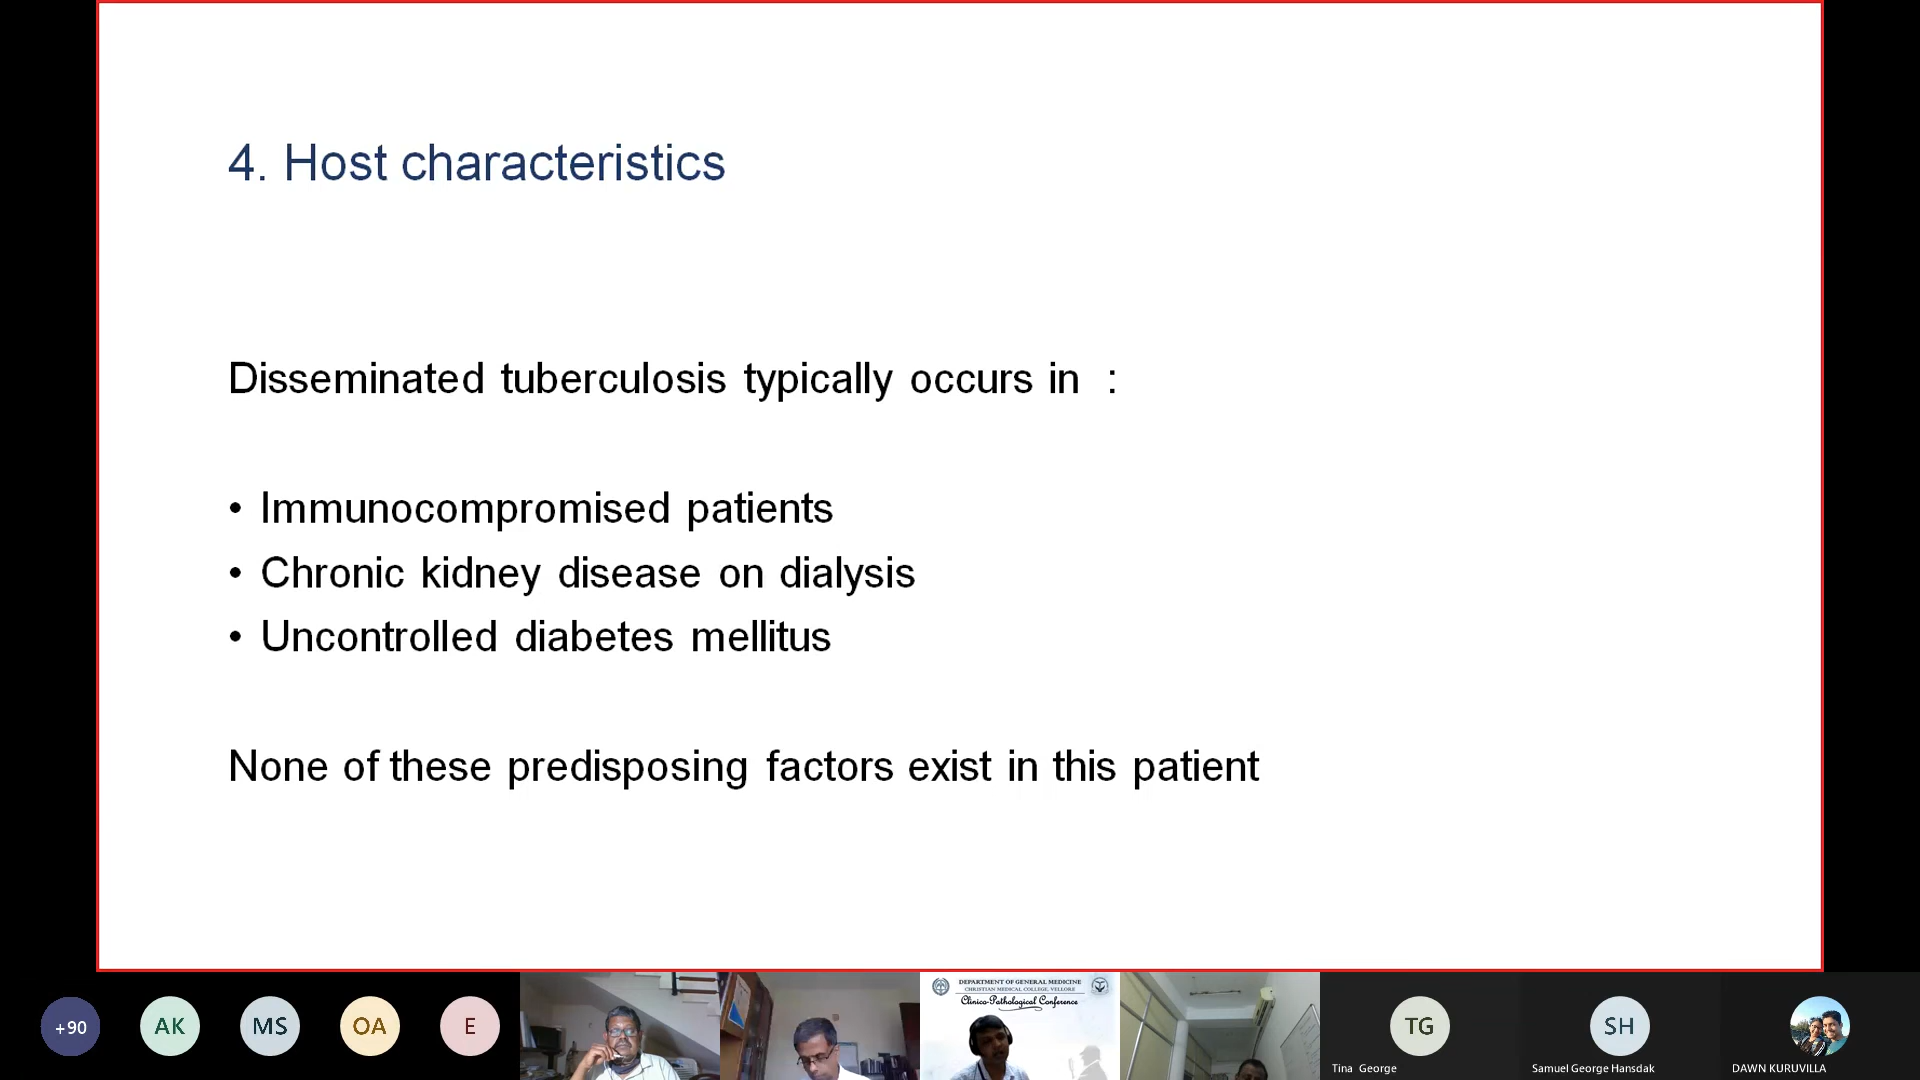 4. Host characteristics
Disseminated tuberculosis typically occurs in :
• Immunocompromised patients
• Chronic kidney disease on dialysis
• Uncontrolled diabetes mellitus
None of these predisposing factors exist in this patient
+90
AK
MS
OA
E
DEPARTMENT OF GENERAL MEDICINE
CHRISTIAN MEDICAL COLLEGE, VELLORE
Clinico-Pathological Conference
TG
Tina George
SH
Samuel George Hansdak
DAWN KURUVILLA